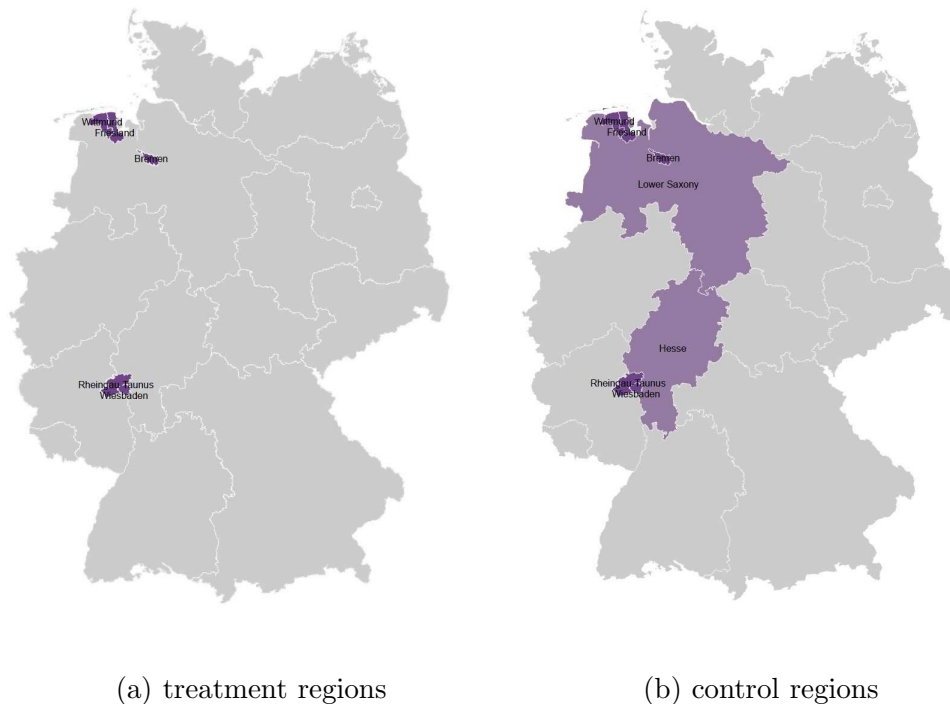 Wittmund
Friesland
Bremen
Rheingau-Taunus
Wiesbaden
Wittmund
Friesland
Bremen
Lower Saxony
Hesse
Rheingau-Taunus
Wiesbaden
(a) treatment regions
(b) control regions